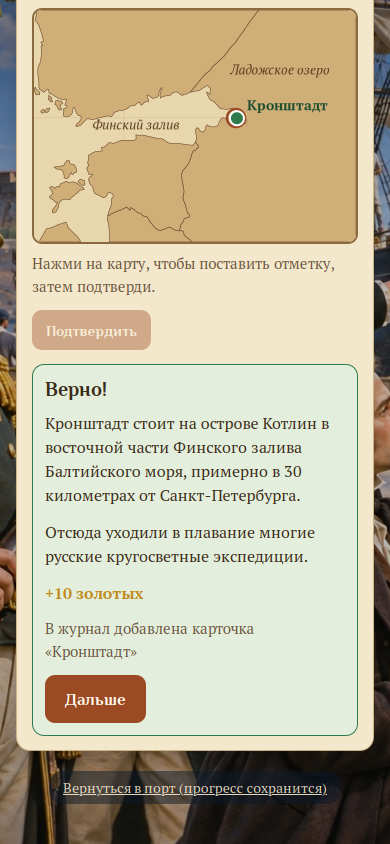 Ладожское озеро
Кронштадт
Финский залив
Нажми на карту, чтобы поставить отметку,
затем подтверди.
Подтвердить
Верно!
Кронштадт стоит на острове Котлин в
восточной части Финского залива
Балтийского моря, примерно в 30
километрах от Санкт-Петербурга.
Отсюда уходили в плавание многие
русские кругосветные экспедиции.
+10 золотых
В журнал добавлена карточка
«Кронштадт»
Дальше
Вернуться в порт (прогресс сохранится)